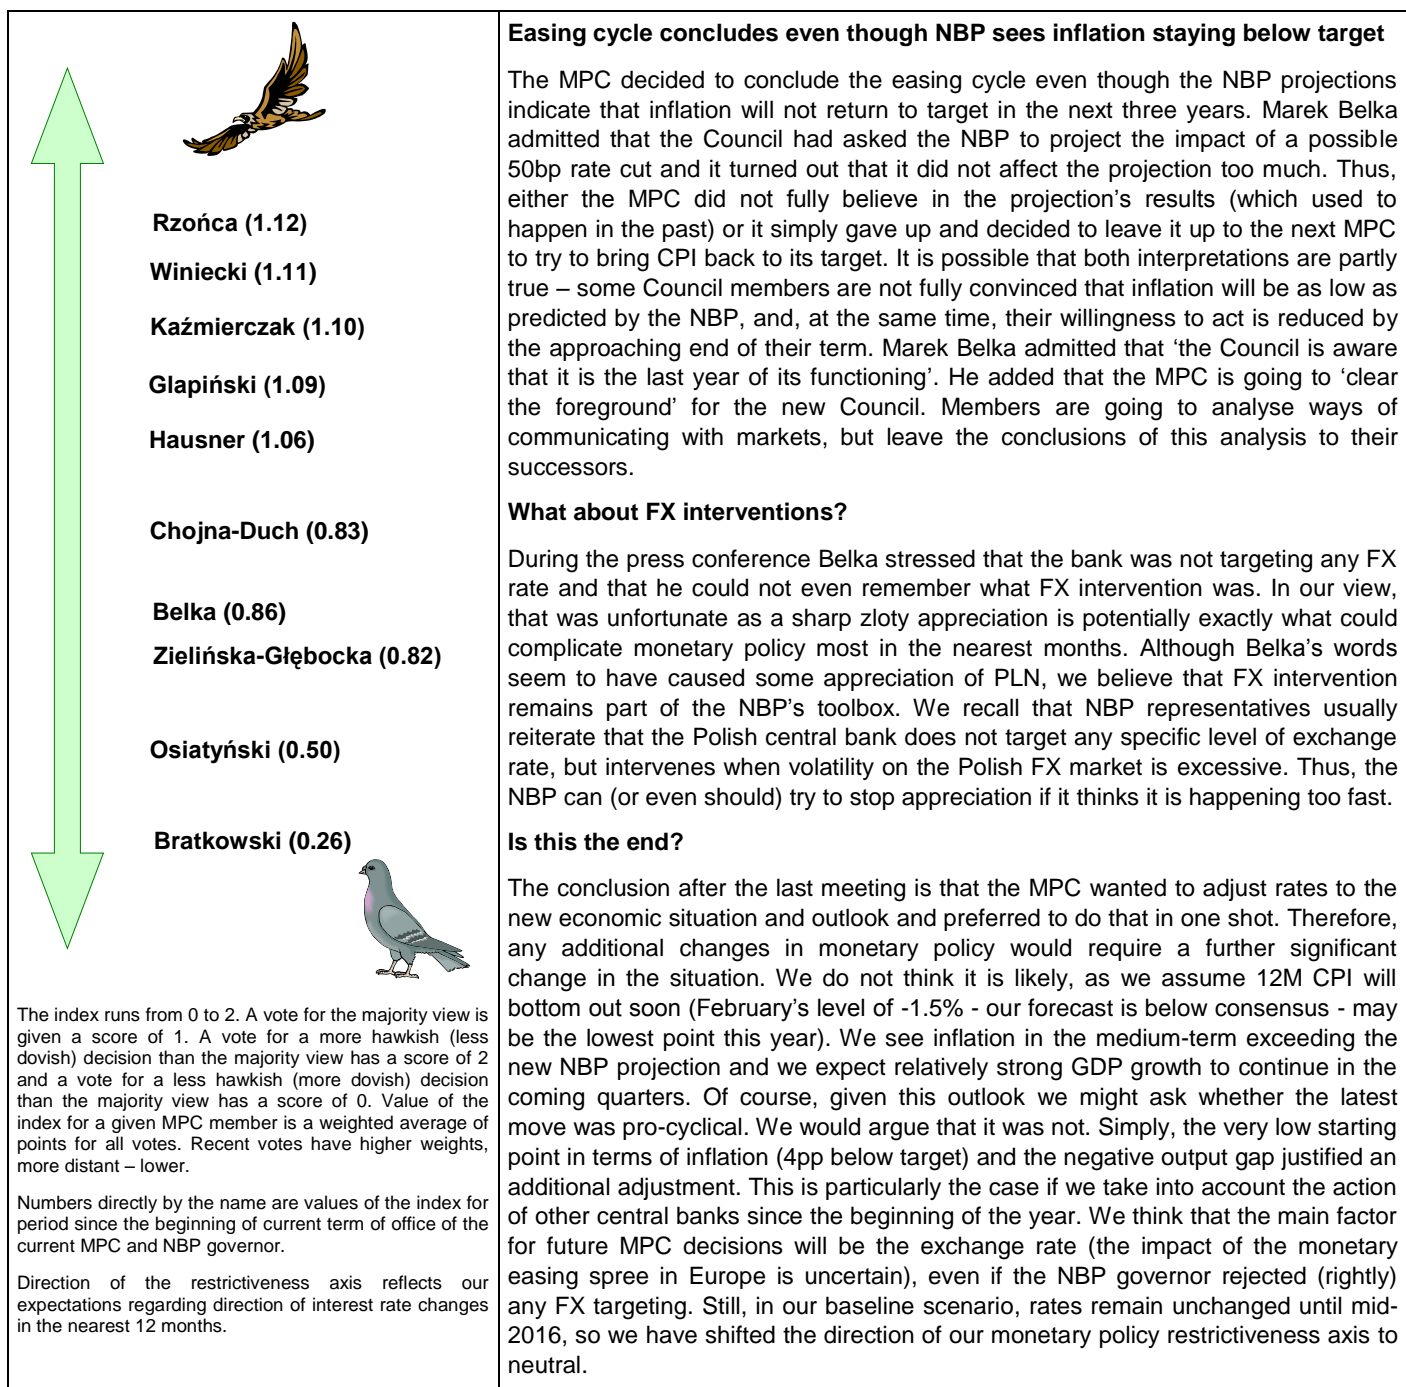 Rzońca (1.12)
Winiecki (1.11)
Kaźmierczak (1.10)
Glapiński (1.09)
Hausner (1.06)
Chojna-Duch (0.83)
Belka (0.86)
Zielińska-Głębocka (0.82)
Osiatyński (0.50)
Bratkowski (0.26)
The index runs from 0 to 2. A vote for the majority view is
given a score of 1. A vote for a more hawkish (less
dovish) decision than the majority view has a score of 2
and a vote for a less hawkish (more dovish) decision
than the majority view has a score of 0. Value of the
index for a given MPC member is a weighted average of
points for all votes. Recent votes have higher weights,
more distant – lower.
Numbers directly by the name are values of the index for
period since the beginning of current term of office of the
current MPC and NBP governor.
Direction of the restrictiveness axis reflects our
expectations regarding direction of interest rate changes
in the nearest 12 months.
Easing cycle concludes even though NBP sees inflation staying below target
The MPC decided to conclude the easing cycle even though the NBP projections
indicate that inflation will not return to target in the next three years. Marek Belka
admitted that the Council had asked the NBP to project the impact of a possible
50bp rate cut and it turned out that it did not affect the projection too much. Thus,
either the MPC did not fully believe in the projection’s results (which used to
happen in the past) or it simply gave up and decided to leave it up to the next MPC
to try to bring CPI back to its target. It is possible that both interpretations are partly
true – some Council members are not fully convinced that inflation will be as low as
predicted by the NBP, and, at the same time, their willingness to act is reduced by
the approaching end of their term. Marek Belka admitted that ‘the Council is aware
that it is the last year of its functioning’. He added that the MPC is going to ‘clear
the foreground’ for the new Council. Members are going to analyse ways of
communicating with markets, but leave the conclusions of this analysis to their
successors.
What about FX interventions?
During the press conference Belka stressed that the bank was not targeting any FX
rate and that he could not even remember what FX intervention was. In our view,
that was unfortunate as a sharp zloty appreciation is potentially exactly what could
complicate monetary policy most in the nearest months. Although Belka’s words
seem to have caused some appreciation of PLN, we believe that FX intervention
remains part of the NBP’s toolbox. We recall that NBP representatives usually
reiterate that the Polish central bank does not target any specific level of exchange
rate, but intervenes when volatility on the Polish FX market is excessive. Thus, the
NBP can (or even should) try to stop appreciation if it thinks it is happening too fast.
Is this the end?
The conclusion after the last meeting is that the MPC wanted to adjust rates to the
new economic situation and outlook and preferred to do that in one shot. Therefore,
any additional changes in monetary policy would require a further significant
change in the situation. We do not think it is likely, as we assume 12M CPI will
bottom out soon (February’s level of -1.5% - our forecast is below consensus - may
be the lowest point this year). We see inflation in the medium-term exceeding the
new NBP projection and we expect relatively strong GDP growth to continue in the
coming quarters. Of course, given this outlook we might ask whether the latest
move was pro-cyclical. We would argue that it was not. Simply, the very low starting
point in terms of inflation (4pp below target) and the negative output gap justified an
additional adjustment. This is particularly the case if we take into account the action
of other central banks since the beginning of the year. We think that the main factor
for future MPC decisions will be the exchange rate (the impact of the monetary
easing spree in Europe is uncertain), even if the NBP governor rejected (rightly)
any FX targeting. Still, in our baseline scenario, rates remain unchanged until mid-
2016, so we have shifted the direction of our monetary policy restrictiveness axis to
neutral.